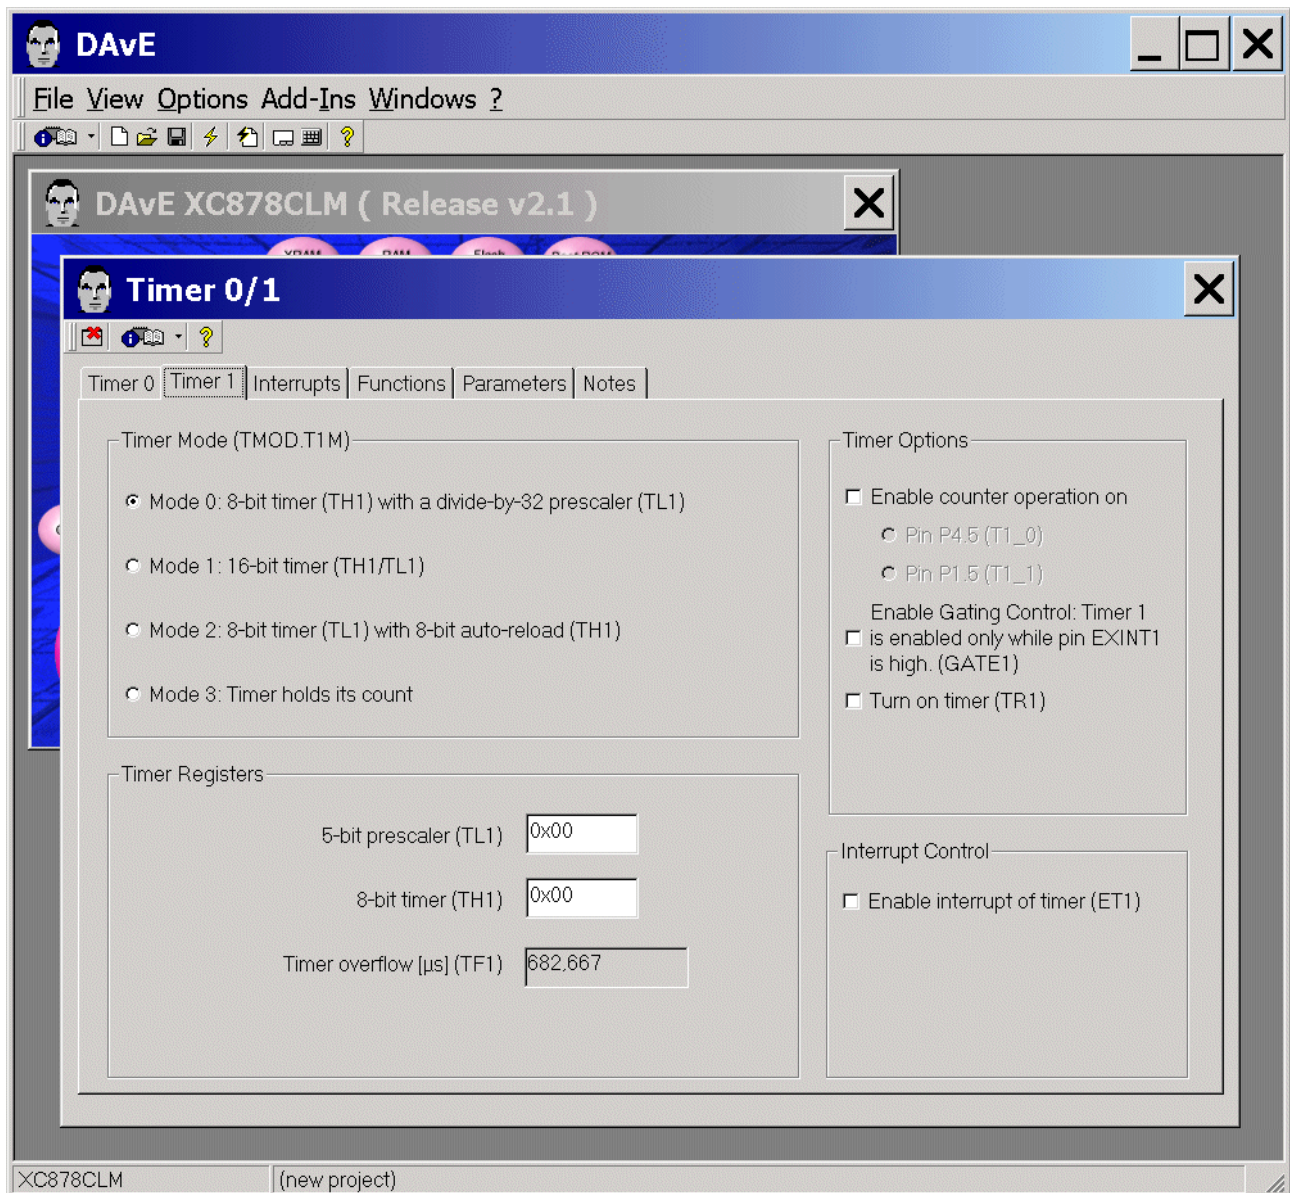 DAvE
File View Options Add-Ins Windows ?
DAvE XC878CLM ( Release v2.1 )
Timer 0/1
Timer 0 Timer 1 Interrupts Functions Parameters Notes
Timer Mode (TMOD.T1M)
Mode 0: 8-bit timer (TH1) with a divide-by-32 prescaler (TL1)
Mode 1: 16-bit timer (TH1/TL1)
Mode 2: 8-bit timer (TL1) with 8-bit auto-reload (TH1)
Mode 3: Timer holds its count
Timer Options
Enable counter operation on
Pin P4.5 (T1_0)
Pin P1.5 (T1_1)
Enable Gating Control: Timer 1
is enabled only while pin EXINT1
is high. (GATE1)
Turn on timer (TR1)
Timer Registers
5-bit prescaler (TL1) 0x00
8-bit timer (TH1) 0x00
Timer overflow [µs] (TF1) 682,667
Interrupt Control
Enable interrupt of timer (ET1)
XC878CLM (new project)